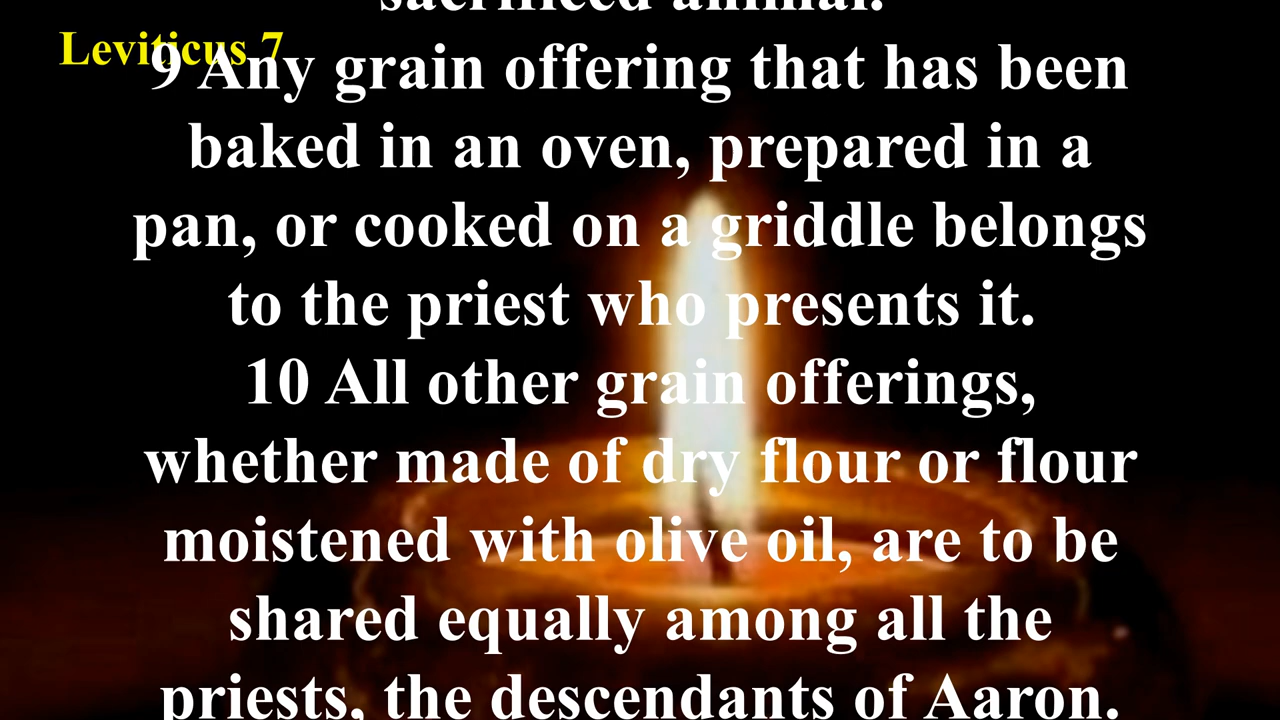 sacrificed animal.
Leviticus 7
9 Any grain offering that has been
baked in an oven, prepared in a
pan, or cooked on a griddle belongs
to the priest who presents it.
10 All other grain offerings,
whether made of dry flour or flour
moistened with olive oil, are to be
shared equally among all the
priests, the descendants of Aaron.